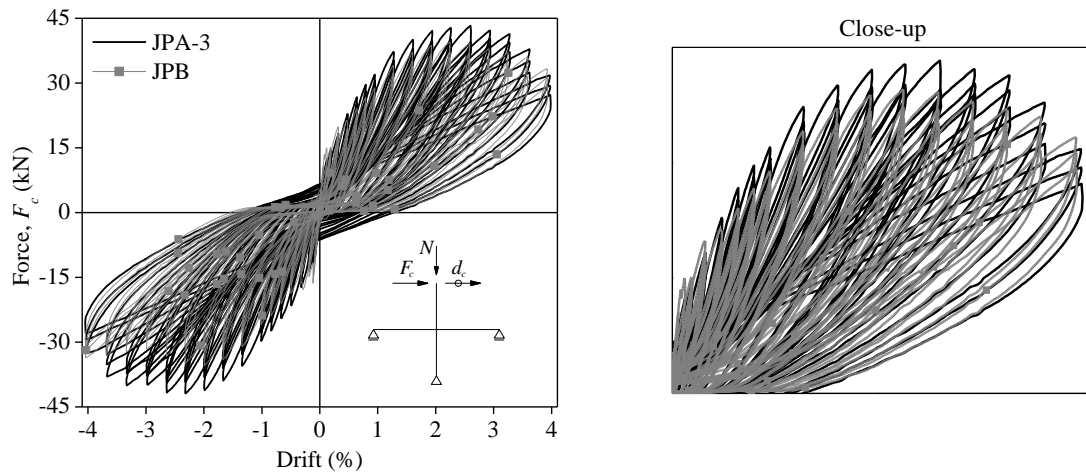 Close-up
45
30
15
0
-15
-30
-45
Force, F_c (kN)
JPA-3
JPB
N
F_c d_c
-4 -3 -2 -1 0 1 2 3 4
Drift (%)